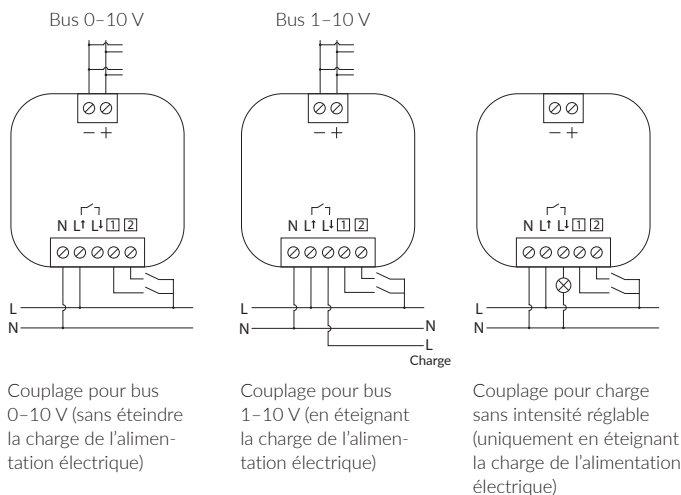 Bus 0–10 V
− +
N L↑ L↓ 1 2
L
N
Couplage pour bus
0–10 V (sans éteindre
la charge de l'alimen-
tation électrique)
Bus 1–10 V
− +
N L↑ L↓ 1 2
L
N
N
L
Charge
Couplage pour bus
1–10 V (en éteignant
la charge de l'alimen-
tation électrique)
− +
N L↑ L↓ 1 2
L
N
Couplage pour charge
sans intensité réglable
(uniquement en éteignant
la charge de l'alimentation
électrique)